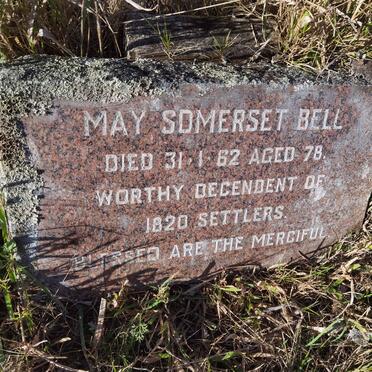 MAY SOMERSET BELL
DIED 31·1·62 AGED 78.
WORTHY DECENDENT OF
1820 SETTLERS.
BLESSED ARE THE MERCIFUL